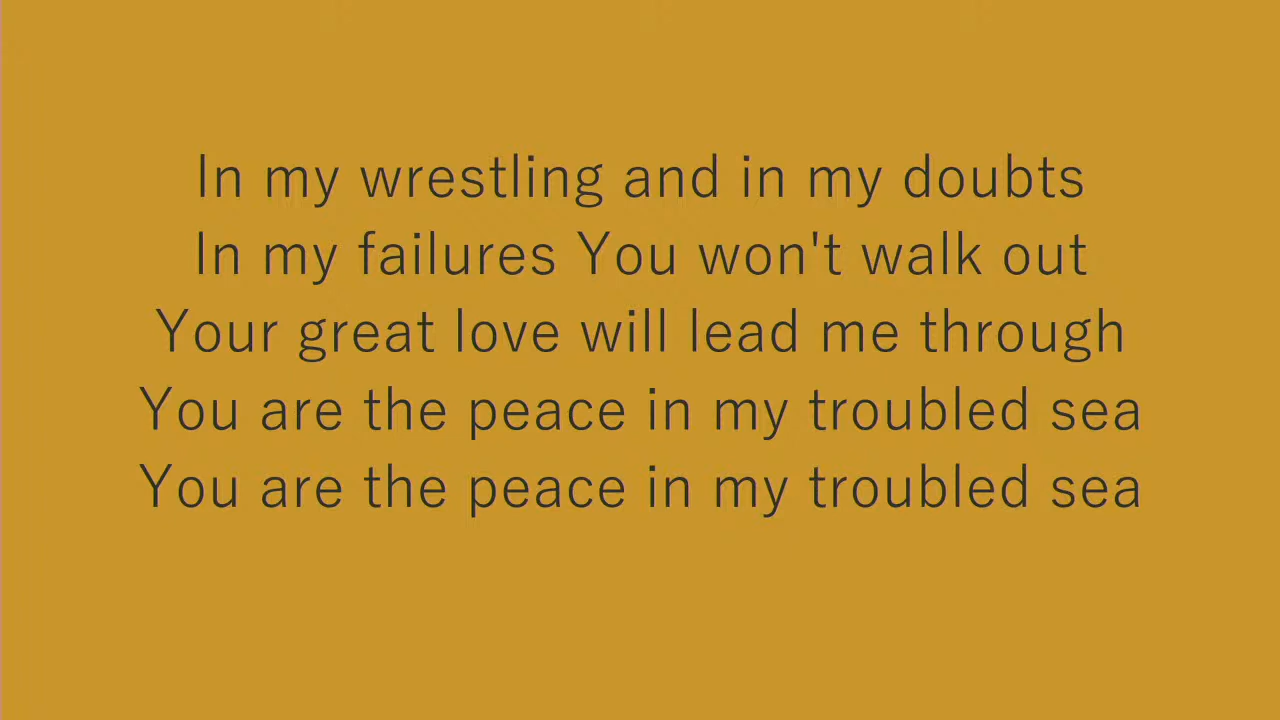 In my wrestling and in my doubts
In my failures You won't walk out
Your great love will lead me through
You are the peace in my troubled sea
You are the peace in my troubled sea